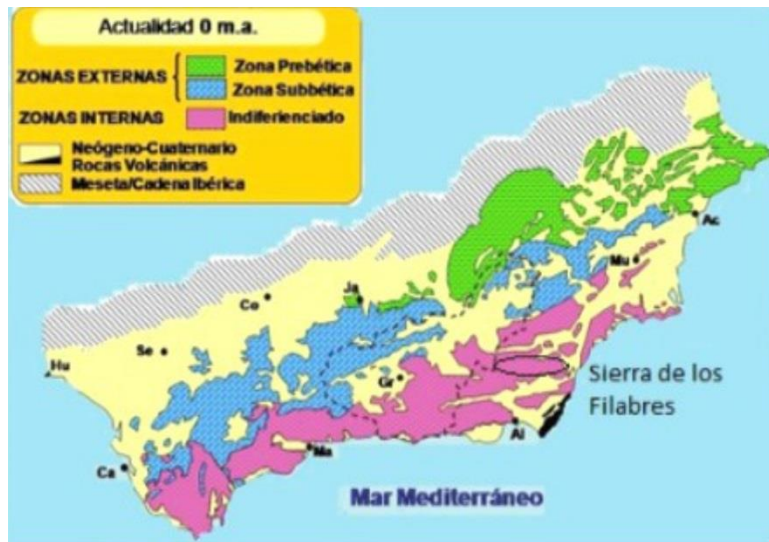 Actualidad 0 m.a.
ZONAS EXTERNAS
Zona Prebética
Zona Subbética
ZONAS INTERNAS
Indiferienciado
Neógeno-Cuaternario
Rocas Volcánicas
Meseta/Cadena Ibérica
Ac
Mu
Ja
Co
Se
Hu
Gr
Sierra de los
Filabres
Al
Ma
Ca
Mar Mediterráneo